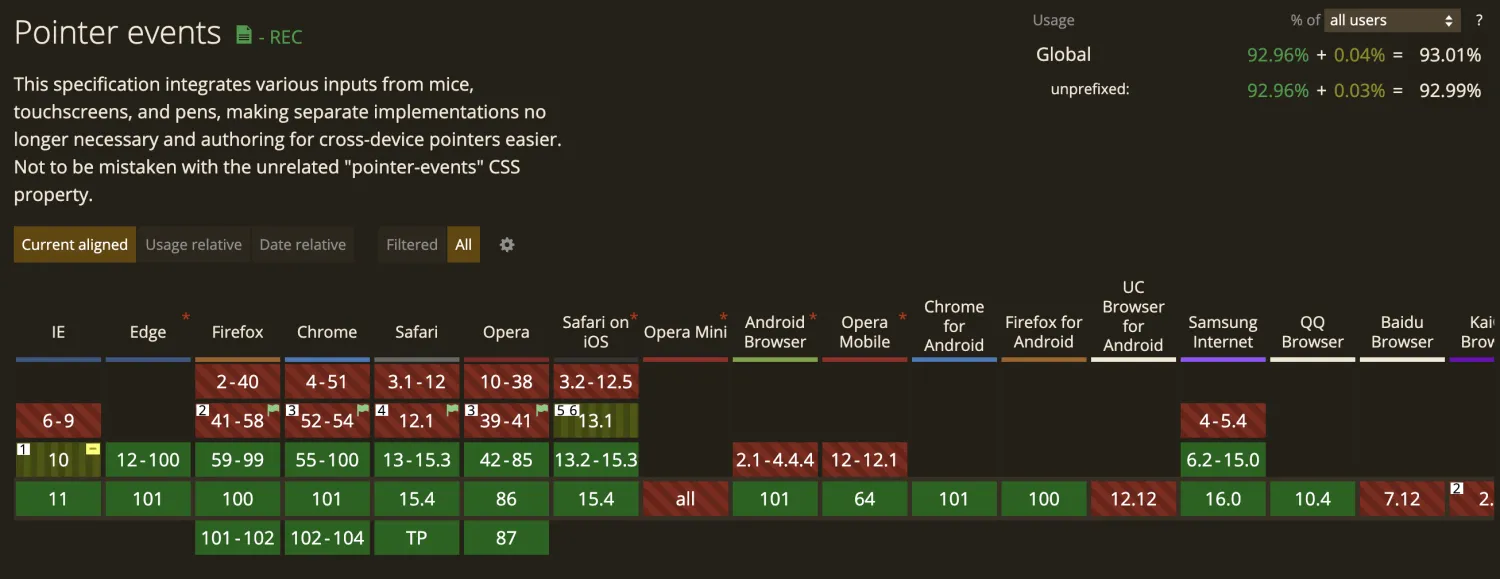 Pointer events - REC
This specification integrates various inputs from mice,
touchscreens, and pens, making separate implementations no
longer necessary and authoring for cross-device pointers easier.
Not to be mistaken with the unrelated "pointer-events" CSS
property.
Usage % of all users ?
Global 92.96% + 0.04% = 93.01%
unprefixed: 92.96% + 0.03% = 92.99%
Current aligned Usage relative Date relative Filtered All
IE
Edge *
Firefox
Chrome
Safari
Opera
Safari on *
iOS
Opera Mini *
Android *
Browser
Opera *
Mobile
Chrome
for
Android
Firefox for
Android
UC
Browser
for
Android
Samsung
Internet
QQ
Browser
Baidu
Browser
2-40 4-51 3.1-12 10-38 3.2-12.5
6-9 2 41-58 3 52-54 4 12.1 3 39-41 5 6 13.1 4-5.4
1 10 12-100 59-99 55-100 13-15.3 42-85 13.2-15.3 2.1-4.4.4 12-12.1 6.2-15.0
11 101 100 101 15.4 86 15.4 all 101 64 101 100 12.12 16.0 10.4 7.12 2 2.
101-102 102-104 TP 87